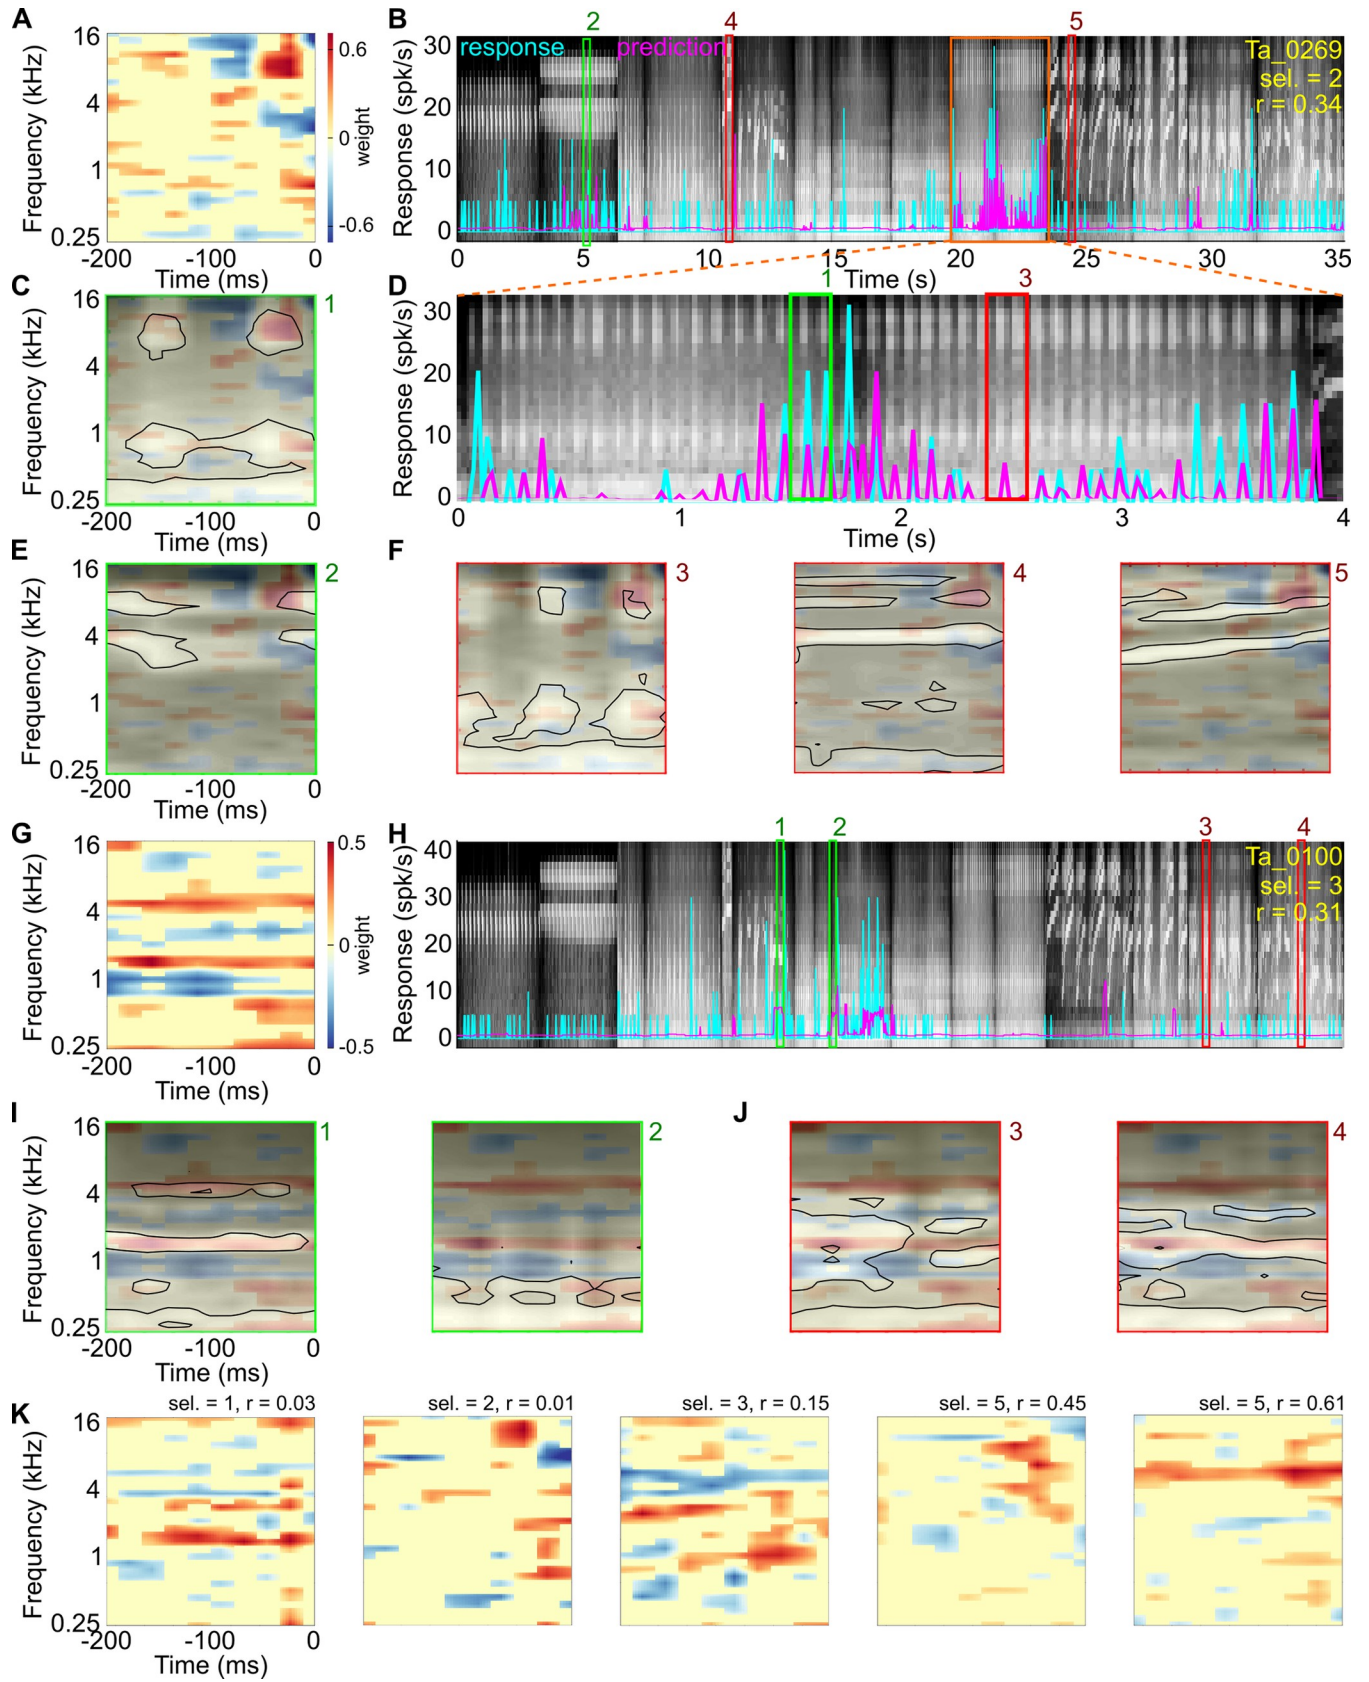 A
Frequency (kHz)
16
4
1
0.25
-200
-100
0
Time (ms)
0.6
0
-0.6
weight
B
2
4
5
Response (spk/s)
30
20
10
0
response
prediction
Ta_0269
sel. = 2
r = 0.34
0
5
10
15
20
25
30
35
Time (s)
C
1
Frequency (kHz)
16
4
1
0.25
-200
-100
0
Time (ms)
D
1
3
Response (spk/s)
30
20
10
0
0
1
2
3
4
Time (s)
E
2
Frequency (kHz)
16
4
1
0.25
-200
-100
0
Time (ms)
F
3
4
5
G
Frequency (kHz)
16
4
1
0.25
-200
-100
0
Time (ms)
0.5
0
-0.5
weight
H
1
2
3
4
Response (spk/s)
40
30
20
10
0
Ta_0100
sel. = 3
r = 0.31
I
1
2
Frequency (kHz)
16
4
1
0.25
-200
-100
0
Time (ms)
J
3
4
K
sel. = 1, r = 0.03
sel. = 2, r = 0.01
sel. = 3, r = 0.15
sel. = 5, r = 0.45
sel. = 5, r = 0.61
Frequency (kHz)
16
4
1
0.25
-200
-100
0
Time (ms)